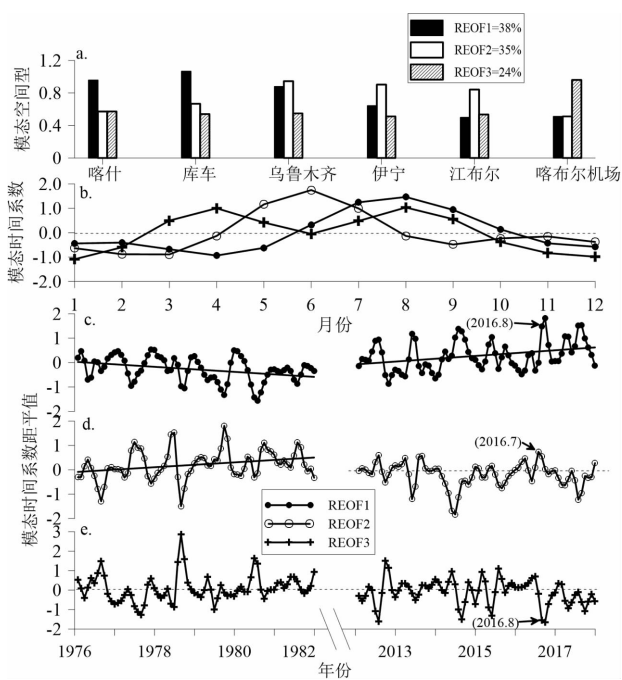 a.
REOF1=38%
REOF2=35%
REOF3=24%
模态空间型
1.2
0.8
0.4
0
喀什 库车 乌鲁木齐 伊宁 江布尔 喀布尔机场
b.
模态时间系数
2.0
1.0
0.0
-1.0
-2.0
1 2 3 4 5 6 7 8 9 10 11 12
月份
模态时间系数距平值
c.
2
1
0
-1
-2
(2016.8)
d.
2
1
0
-1
-2
(2016.7)
REOF1
REOF2
REOF3
e.
3
2
1
0
-1
-2
(2016.8)
1976 1978 1980 1982 2013 2015 2017
年份